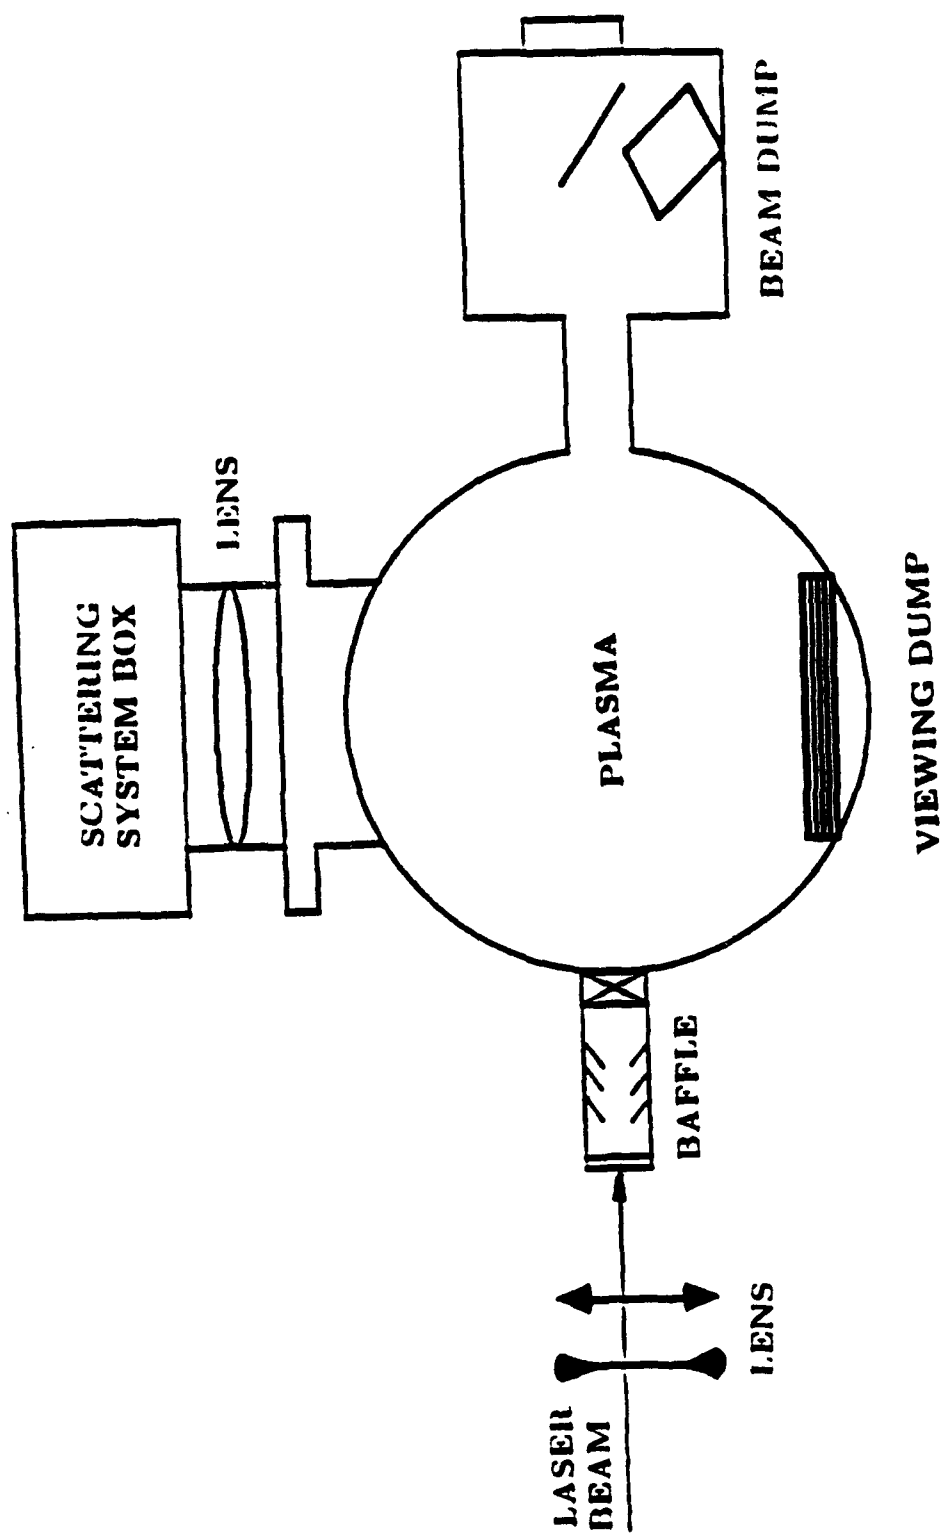 SCATTERING
SYSTEM BOX
LENS
LASER
BEAM
LENS
BAFFLE
PLASMA
BEAM DUMP
VIEWING DUMP